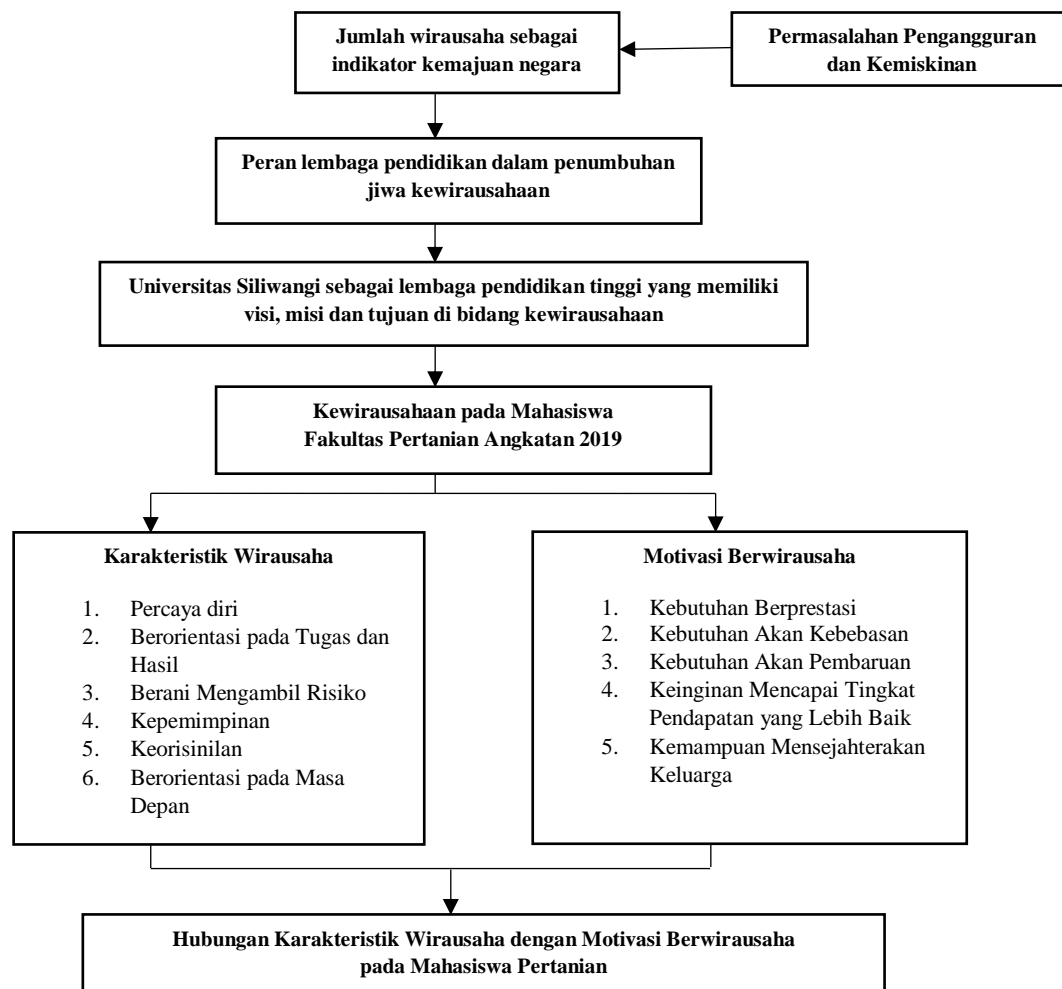 Jumlah wirausaha sebagai
indikator kemajuan negara
Permasalahan Pengangguran
dan Kemiskinan
Peran lembaga pendidikan dalam penumbuhan
jiwa kewirausahaan
Universitas Siliwangi sebagai lembaga pendidikan tinggi yang memiliki
visi, misi dan tujuan di bidang kewirausahaan
Kewirausahaan pada Mahasiswa
Fakultas Pertanian Angkatan 2019
Karakteristik Wirausaha
1. Percaya diri
2. Berorientasi pada Tugas dan
Hasil
3. Berani Mengambil Risiko
4. Kepemimpinan
5. Keorisinilan
6. Berorientasi pada Masa
Depan
Motivasi Berwirausaha
1. Kebutuhan Berprestasi
2. Kebutuhan Akan Kebebasan
3. Kebutuhan Akan Pembaruan
4. Keinginan Mencapai Tingkat
Pendapatan yang Lebih Baik
5. Kemampuan Mensejahterakan
Keluarga
Hubungan Karakteristik Wirausaha dengan Motivasi Berwirausaha
pada Mahasiswa Pertanian